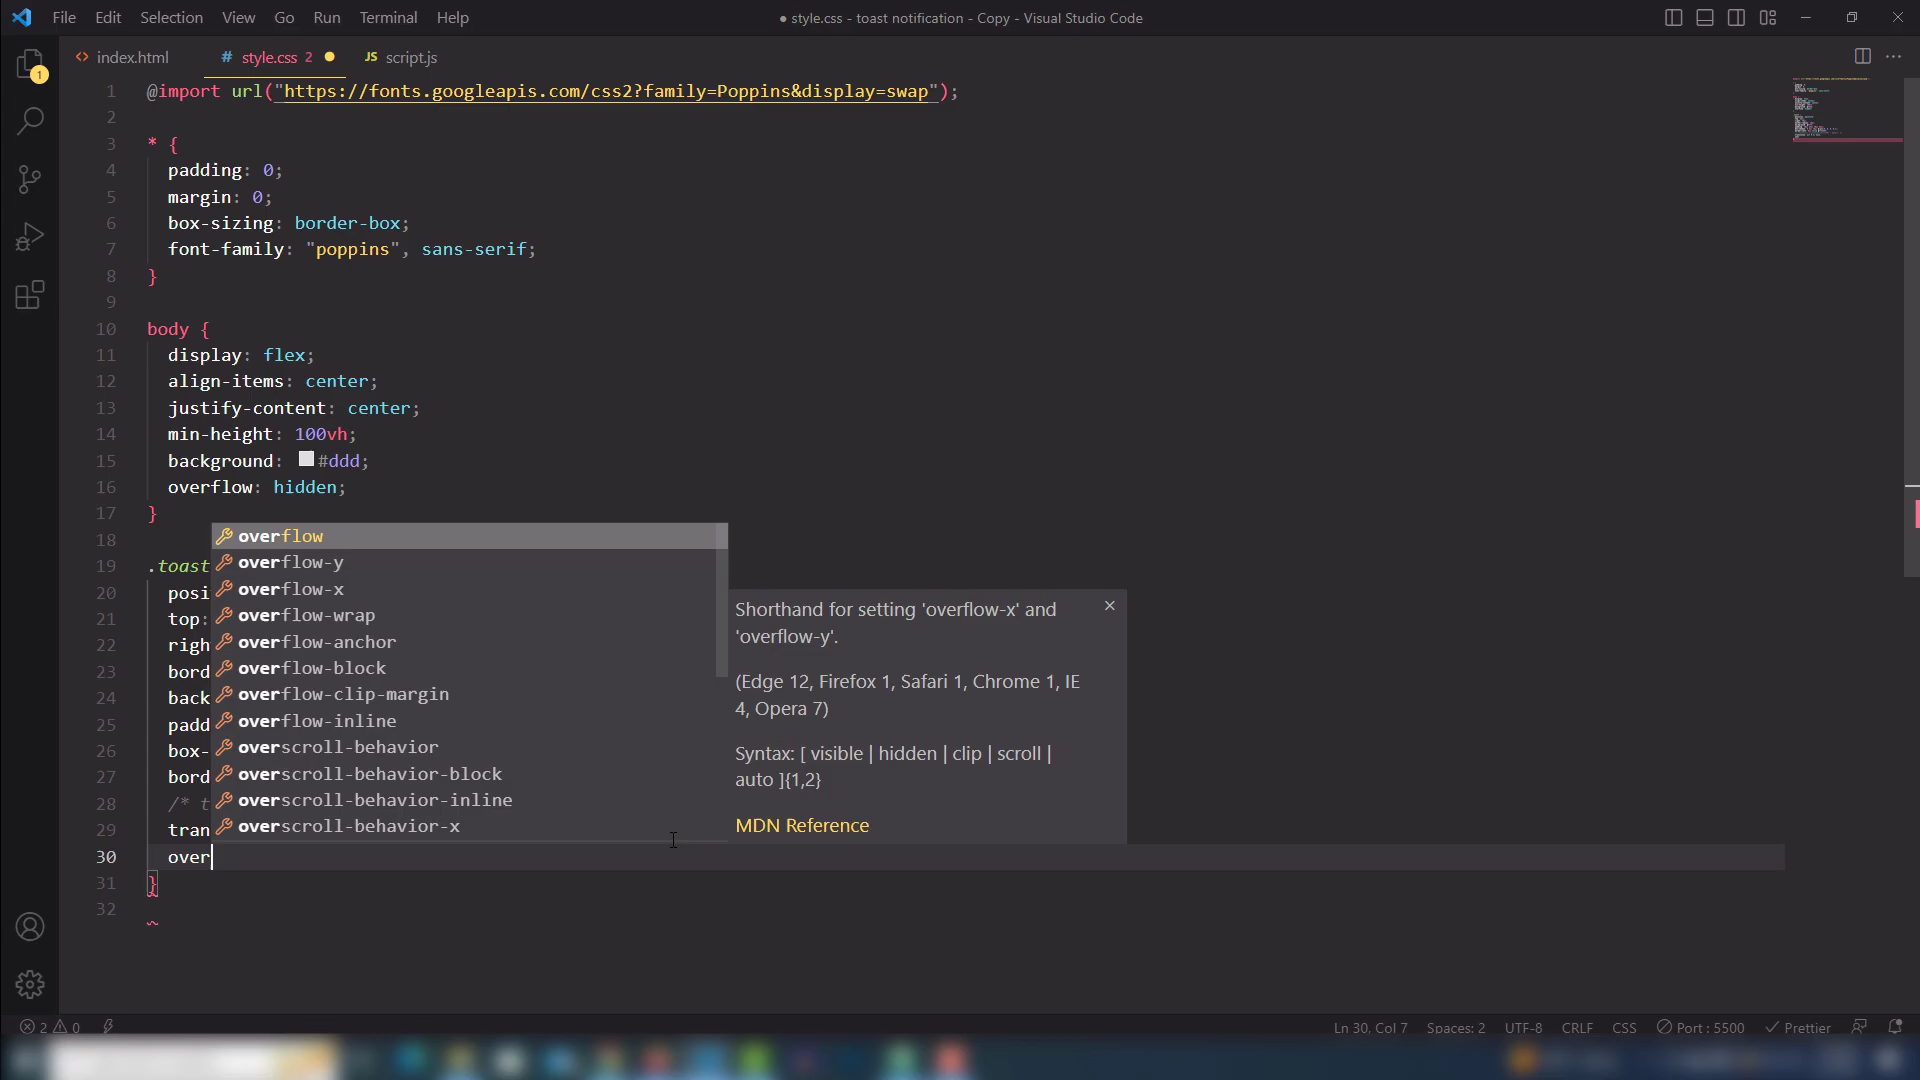 File Edit Selection View Go Run Terminal Help
● style.css - toast notification - Copy - Visual Studio Code
<> index.html
# style.css 2 ●
JS script.js
1
1 @import url("https://fonts.googleapis.com/css2?family=Poppins&display=swap");
2
3 * {
4 padding: 0;
5 margin: 0;
6 box-sizing: border-box;
7 font-family: "poppins", sans-serif;
8 }
9
10 body {
11 display: flex;
12 align-items: center;
13 justify-content: center;
14 min-height: 100vh;
15 background: #ddd;
16 overflow: hidden;
17 }
18
19 .toast
20 posi
21 top:
22 righ
23 bord
24 back
25 padd
26 box-
27 bord
28 /* t
29 tran
30 over
31 }
32
overflow
overflow-y
overflow-x
overflow-wrap
overflow-anchor
overflow-block
overflow-clip-margin
overflow-inline
overscroll-behavior
overscroll-behavior-block
overscroll-behavior-inline
overscroll-behavior-x
Shorthand for setting 'overflow-x' and
'overflow-y'.
(Edge 12, Firefox 1, Safari 1, Chrome 1, IE
4, Opera 7)
Syntax: [ visible | hidden | clip | scroll |
auto ]{1,2}
MDN Reference
2 0
Ln 30, Col 7 Spaces: 2 UTF-8 CRLF CSS Port : 5500 Prettier